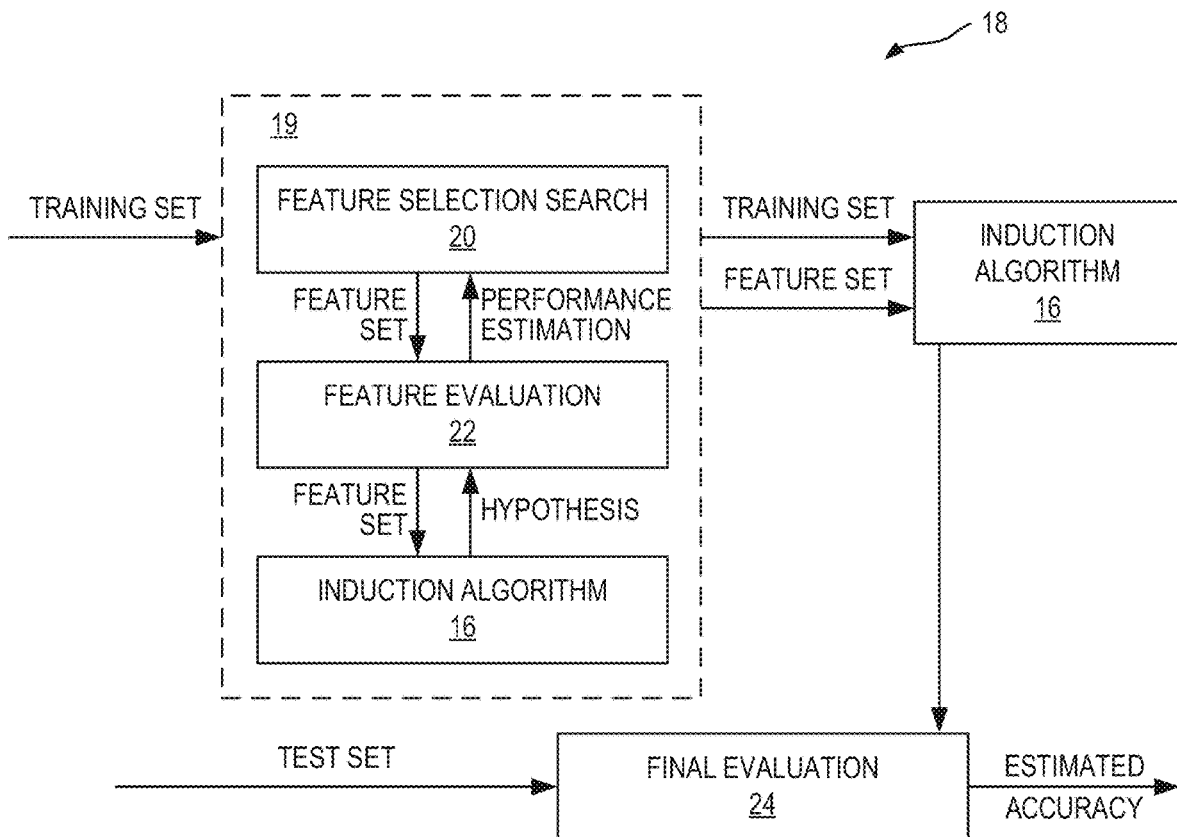 18
19
TRAINING SET
FEATURE SELECTION SEARCH
20
TRAINING SET
FEATURE SET
INDUCTION
ALGORITHM
16
FEATURE
SET
PERFORMANCE
ESTIMATION
FEATURE EVALUATION
22
FEATURE
SET
HYPOTHESIS
INDUCTION ALGORITHM
16
TEST SET
FINAL EVALUATION
24
ESTIMATED
ACCURACY